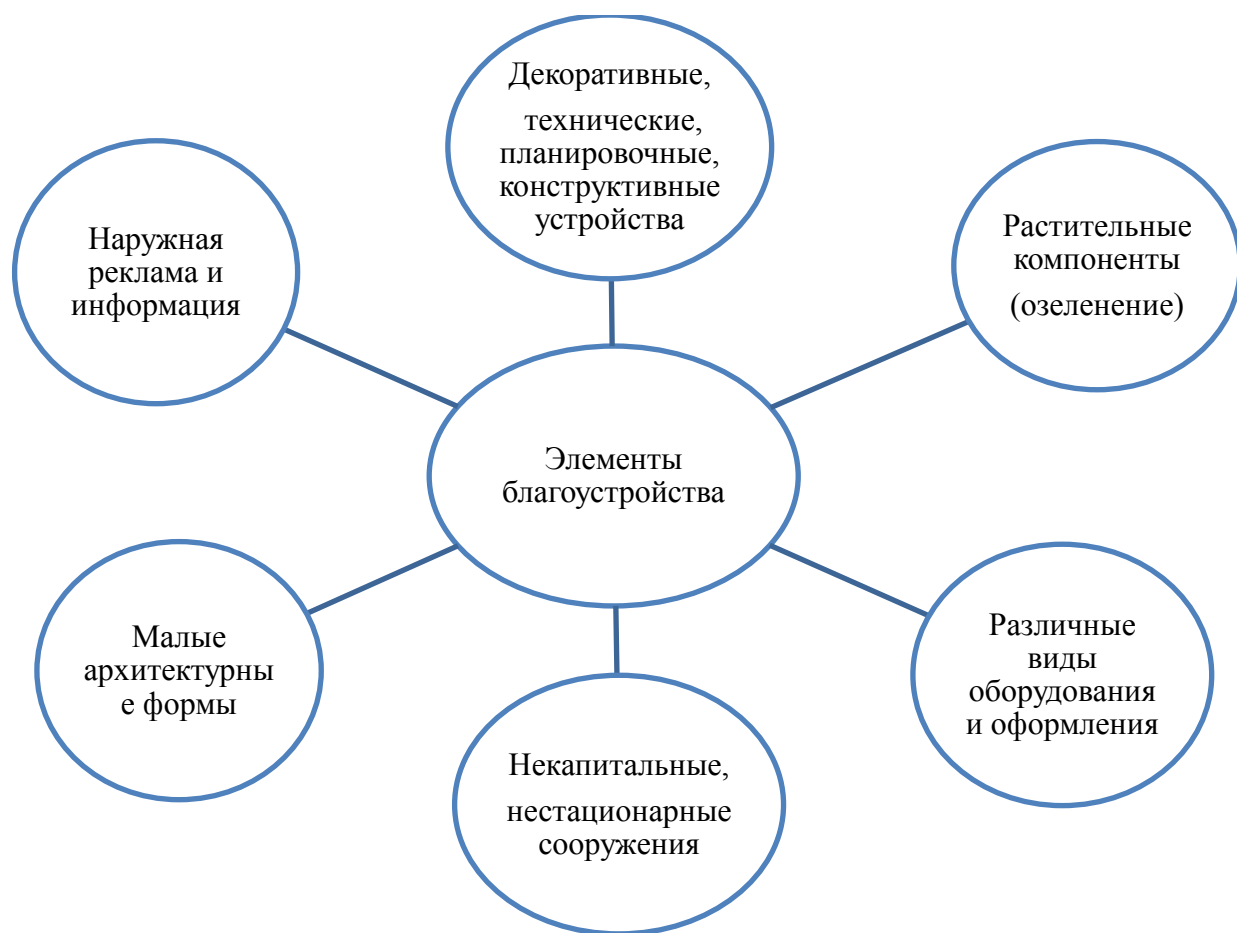 Декоративные,
технические,
планировочные,
конструктивные
устройства
Наружная
реклама и
информация
Растительные
компоненты
(озеленение)
Элементы
благоустройства
Малые
архитектурны
е формы
Различные
виды
оборудования
и оформления
Некапитальные,
нестационарные
сооружения